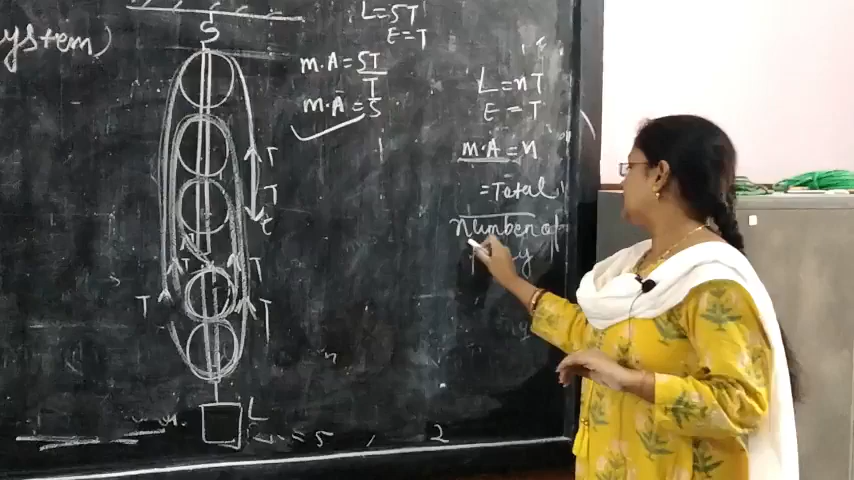 ystem)
S
L=5T
E=T
M.A=5T
T
M.A=5
L=nT
E=T
M.A=n
=Total
number of
T
T
E
T
T
T
T
L
=5, 2